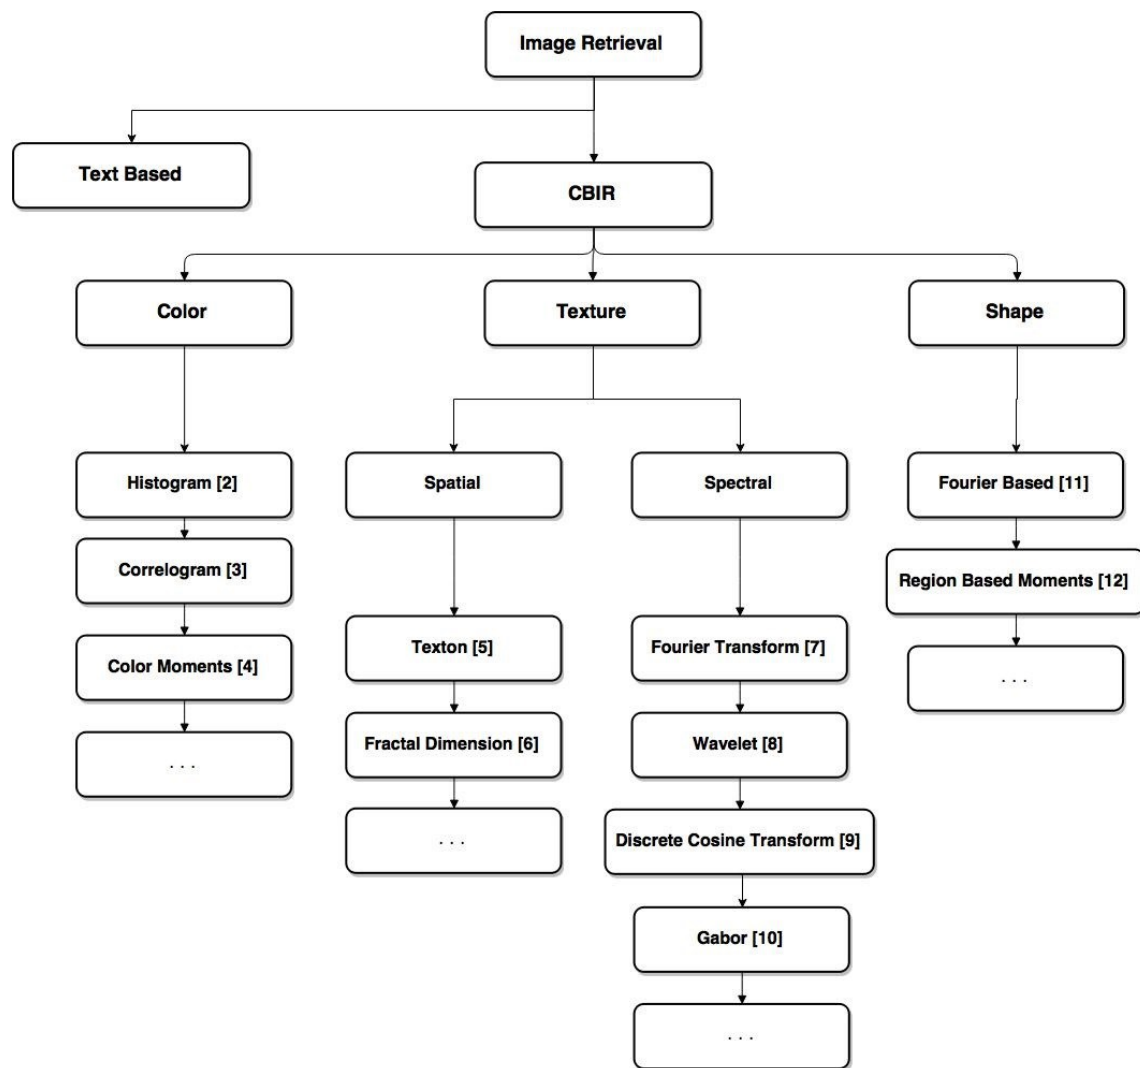 Image Retrieval
Text Based
CBIR
Color
Texture
Shape
Histogram [2]
Spatial
Spectral
Fourier Based [11]
Correlogram [3]
Region Based Moments [12]
Texton [5]
Fourier Transform [7]
Color Moments [4]
. . .
Fractal Dimension [6]
Wavelet [8]
. . .
. . .
Discrete Cosine Transform [9]
Gabor [10]
. . .